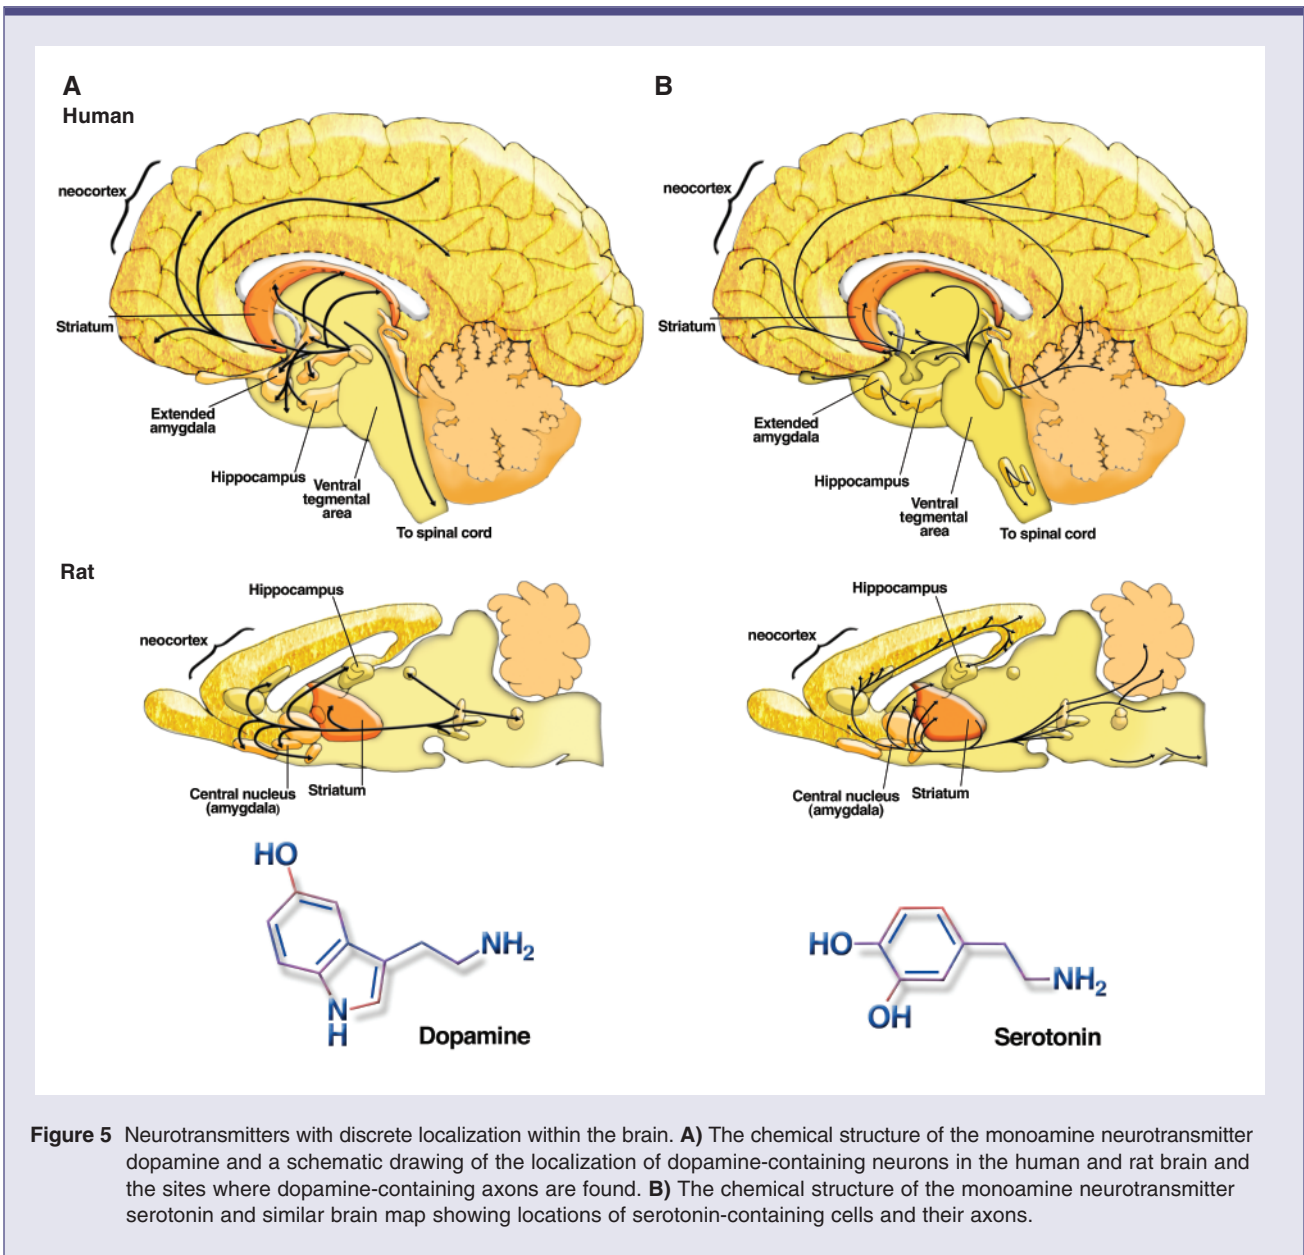 A
Human
neocortex
Striatum
Extended
amygdala
Hippocampus
Ventral
tegmental
area
To spinal cord
B
neocortex
Striatum
Extended
amygdala
Hippocampus
Ventral
tegmental
area
To spinal cord
Rat
Hippocampus
neocortex
Central nucleus
(amygdala)
Striatum
Hippocampus
neocortex
Central nucleus
(amygdala)
Striatum
HO
NH2
N
H
Dopamine
HO
OH
NH2
Serotonin
Figure 5 Neurotransmitters with discrete localization within the brain. A) The chemical structure of the monoamine neurotransmitter
dopamine and a schematic drawing of the localization of dopamine-containing neurons in the human and rat brain and
the sites where dopamine-containing axons are found. B) The chemical structure of the monoamine neurotransmitter
serotonin and similar brain map showing locations of serotonin-containing cells and their axons.